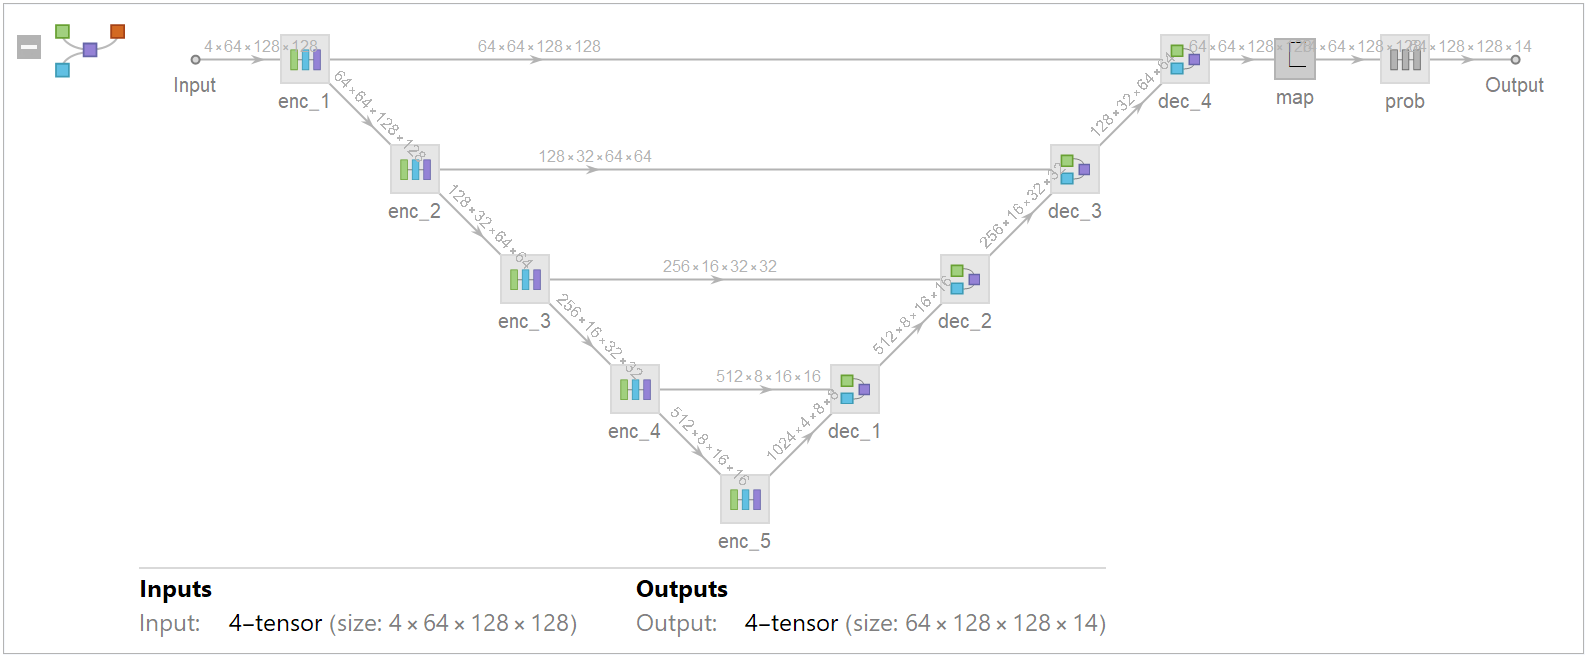 4×64×128×128
64×64×128×128
64×64×128×128
64×128×128×14
Input
enc_1
dec_4
map
prob
Output
64×64×128×128
128×32×64×64
128×32×64×64
enc_2
dec_3
128×32×64×64
256×16×32×32
256×16×32×32
enc_3
dec_2
256×16×32×32
512×8×16×16
512×8×16×16
enc_4
dec_1
512×8×16×16
1024×4×8×8
enc_5
Inputs
Outputs
Input: 4–tensor (size: 4×64×128×128)
Output: 4–tensor (size: 64×128×128×14)